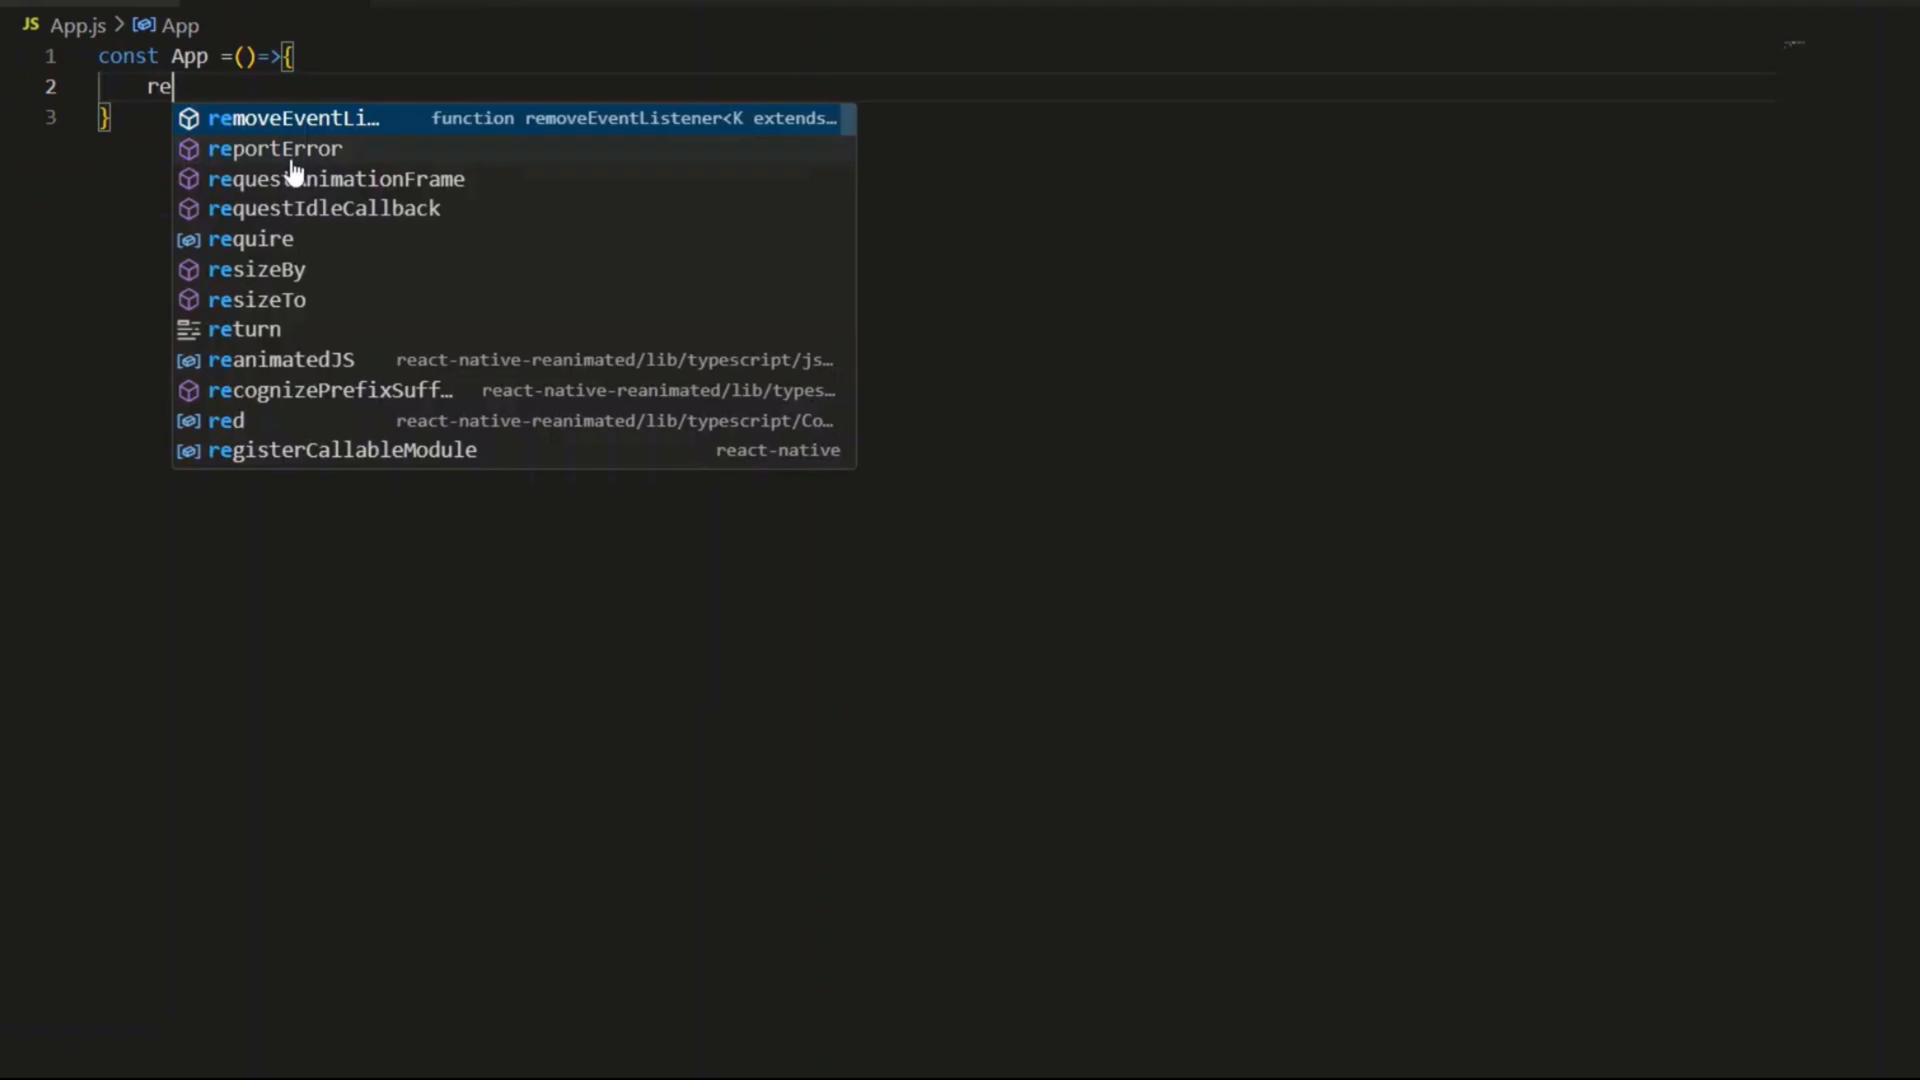 JS App.js > App
1 const App =()=>{
2 re
3 }
removeEventLi… function removeEventListener<K extends…
reportError
requestAnimationFrame
requestIdleCallback
require
resizeBy
resizeTo
return
reanimatedJS react-native-reanimated/lib/typescript/js…
recognizePrefixSuff… react-native-reanimated/lib/types…
red react-native-reanimated/lib/typescript/Co…
registerCallableModule react-native